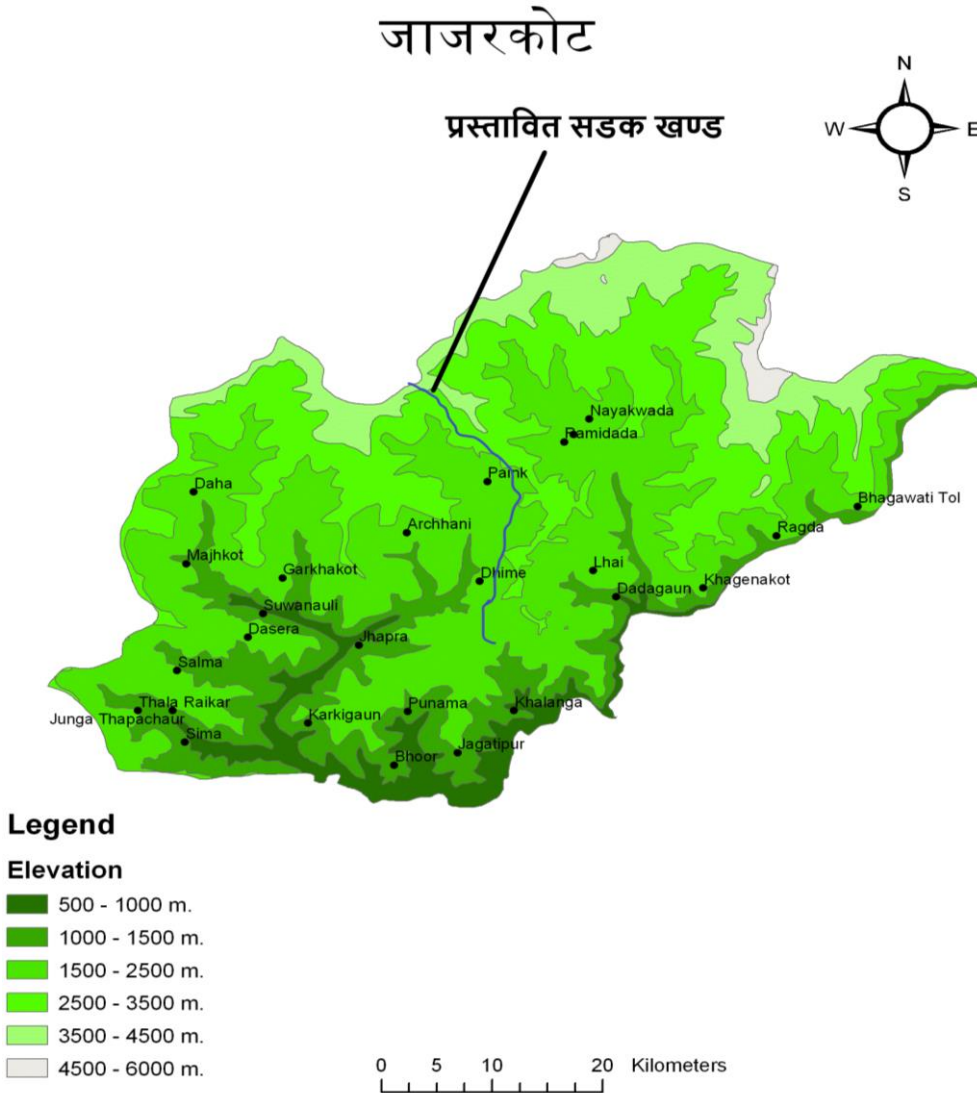 जाजरकोट
प्रस्तावित सडक खण्ड
N
W E
S
Nayakwada
Ramidada
Paink
Daha
Bhagawati Tol
Archhani
Ragda
Majhkot
Garkhakot
Lhai
Dhime
Khagenakot
Dadagaun
Suwanauli
Dasera
Jhapra
Salma
Thala Raikar
Punama
Khalanga
Junga Thapachaur
Karkigaun
Sima
Jagatipur
Bhoor
Legend
Elevation
500 - 1000 m.
1000 - 1500 m.
1500 - 2500 m.
2500 - 3500 m.
3500 - 4500 m.
4500 - 6000 m.
0 5 10 20 Kilometers